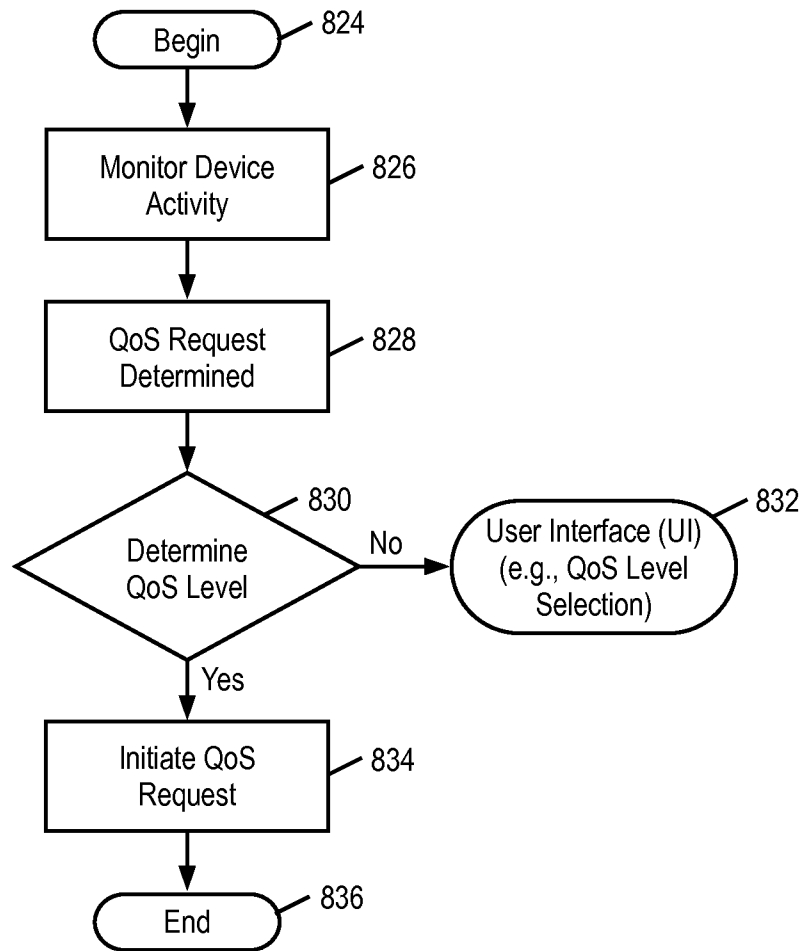 Begin
824
Monitor Device
Activity
826
QoS Request
Determined
828
830
Determine
QoS Level
No
User Interface (UI)
(e.g., QoS Level
Selection)
832
Yes
Initiate QoS
Request
834
End
836